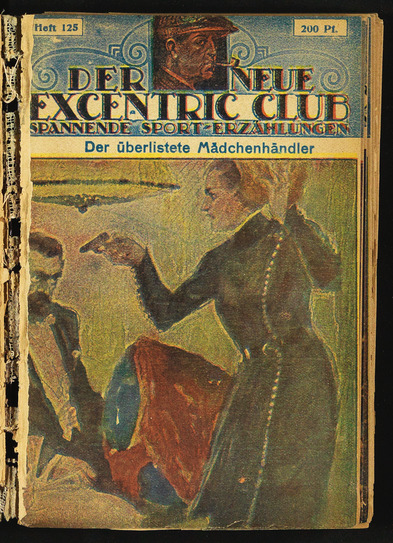 Heft 125
200 Pf.
DER NEUE
EXCENTRIC CLUB
SPANNENDE SPORT-ERZÄHLUNGEN
Der überlistete Mädchenhändler